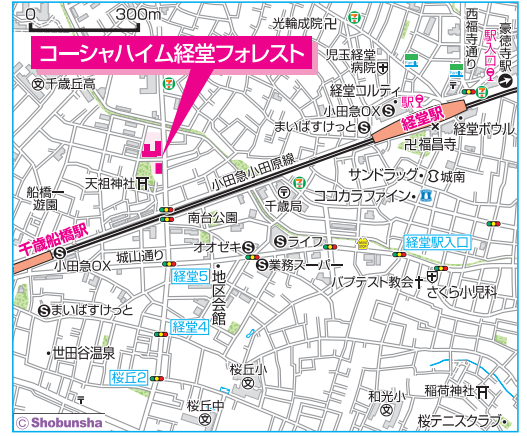 0 300m
光輪成院卍
西福寺通り
駅入口
豪徳寺駅
コーシャハイム経堂フォレスト
児玉経堂
病院
千歳丘高
経堂コルティ
小田急OX
駅
まいばすけっと
経堂駅
経堂ボウル
卍福昌寺
小田急小田原線
サンドラッグ
城南
天祖神社
船橋一
遊園
千歳局
ココカラファイン
南台公園
千歳船橋駅
オオゼキ
ライフ
経堂駅入口
城山通り
小田急OX
業務スーパー
経堂5
地区会館
バプテスト教会
さくら小児科
まいばすけっと
経堂4
世田谷温泉
桜丘小
桜丘2
稲荷神社
和光小
桜丘中
桜テニスクラブ
© Shobunsha